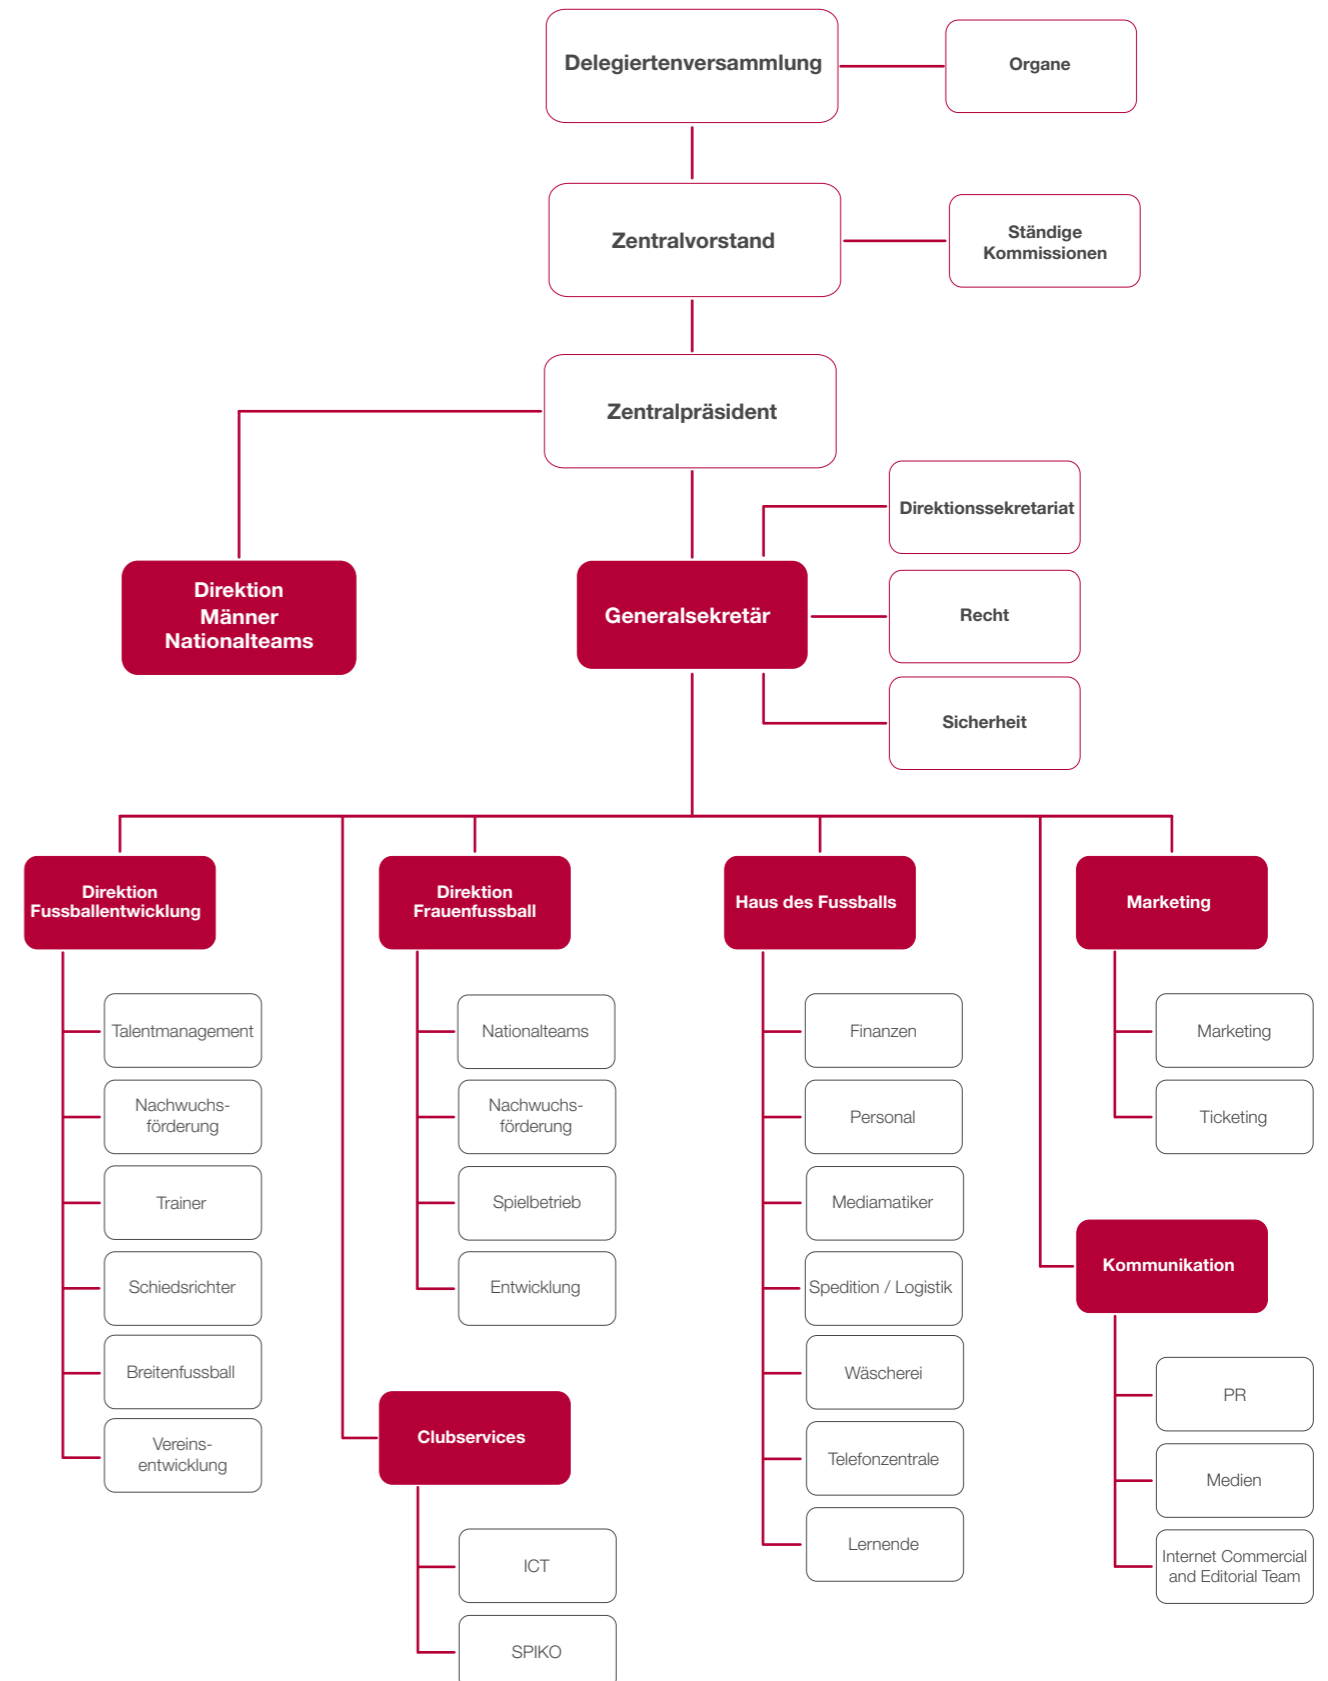 Delegiertenversammlung
Organe
Zentralvorstand
Ständige
Kommissionen
Zentralpräsident
Direktionssekretariat
Direktion
Männer
Nationalteams
Generalsekretär
Recht
Sicherheit
Direktion
Fussballentwicklung
Talentmanagement
Nachwuchs-
förderung
Trainer
Schiedsrichter
Breitenfussball
Vereins-
entwicklung
Direktion
Frauenfussball
Nationalteams
Nachwuchs-
förderung
Spielbetrieb
Entwicklung
Clubservices
ICT
SPIKO
Haus des Fussballs
Finanzen
Personal
Mediamatiker
Spedition / Logistik
Wäscherei
Telefonzentrale
Lernende
Marketing
Marketing
Ticketing
Kommunikation
PR
Medien
Internet Commercial
and Editorial Team